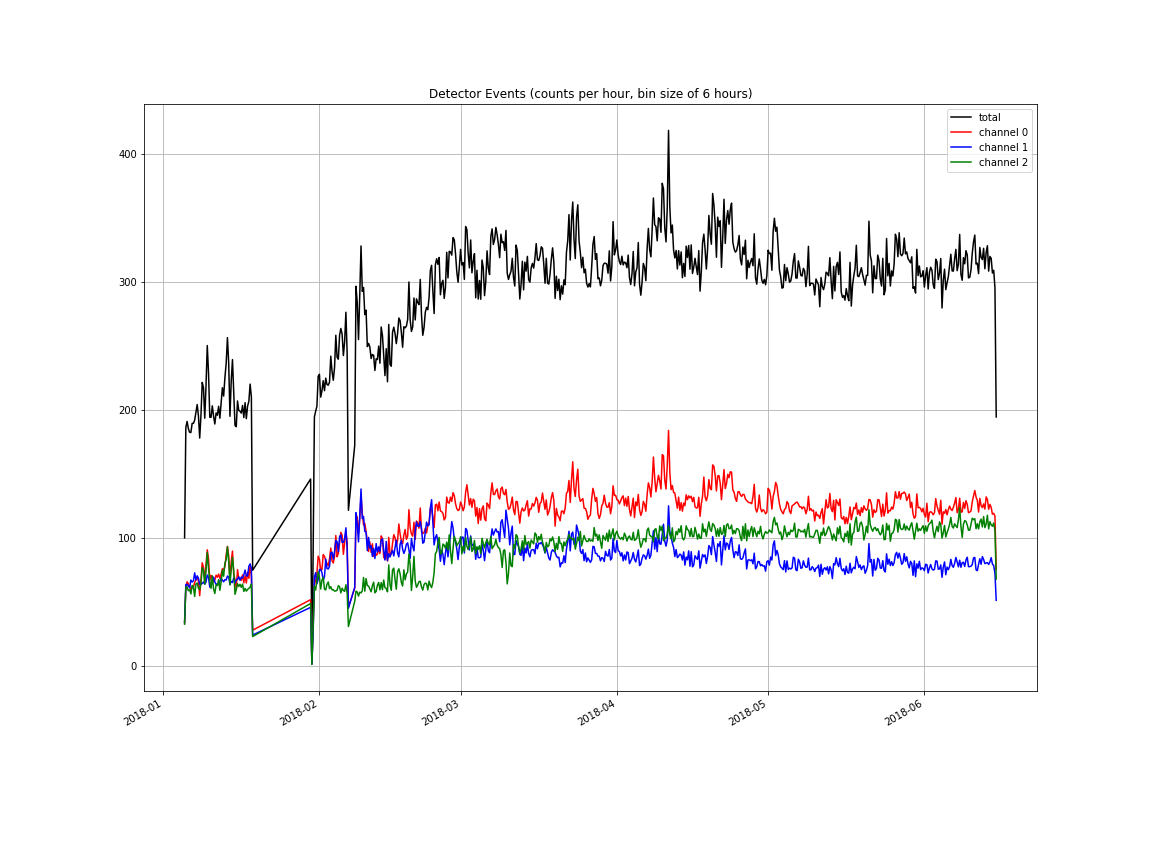 Detector Events (counts per hour, bin size of 6 hours)
total
channel 0
channel 1
channel 2
400
300
200
100
0
2018-01
2018-02
2018-03
2018-04
2018-05
2018-06